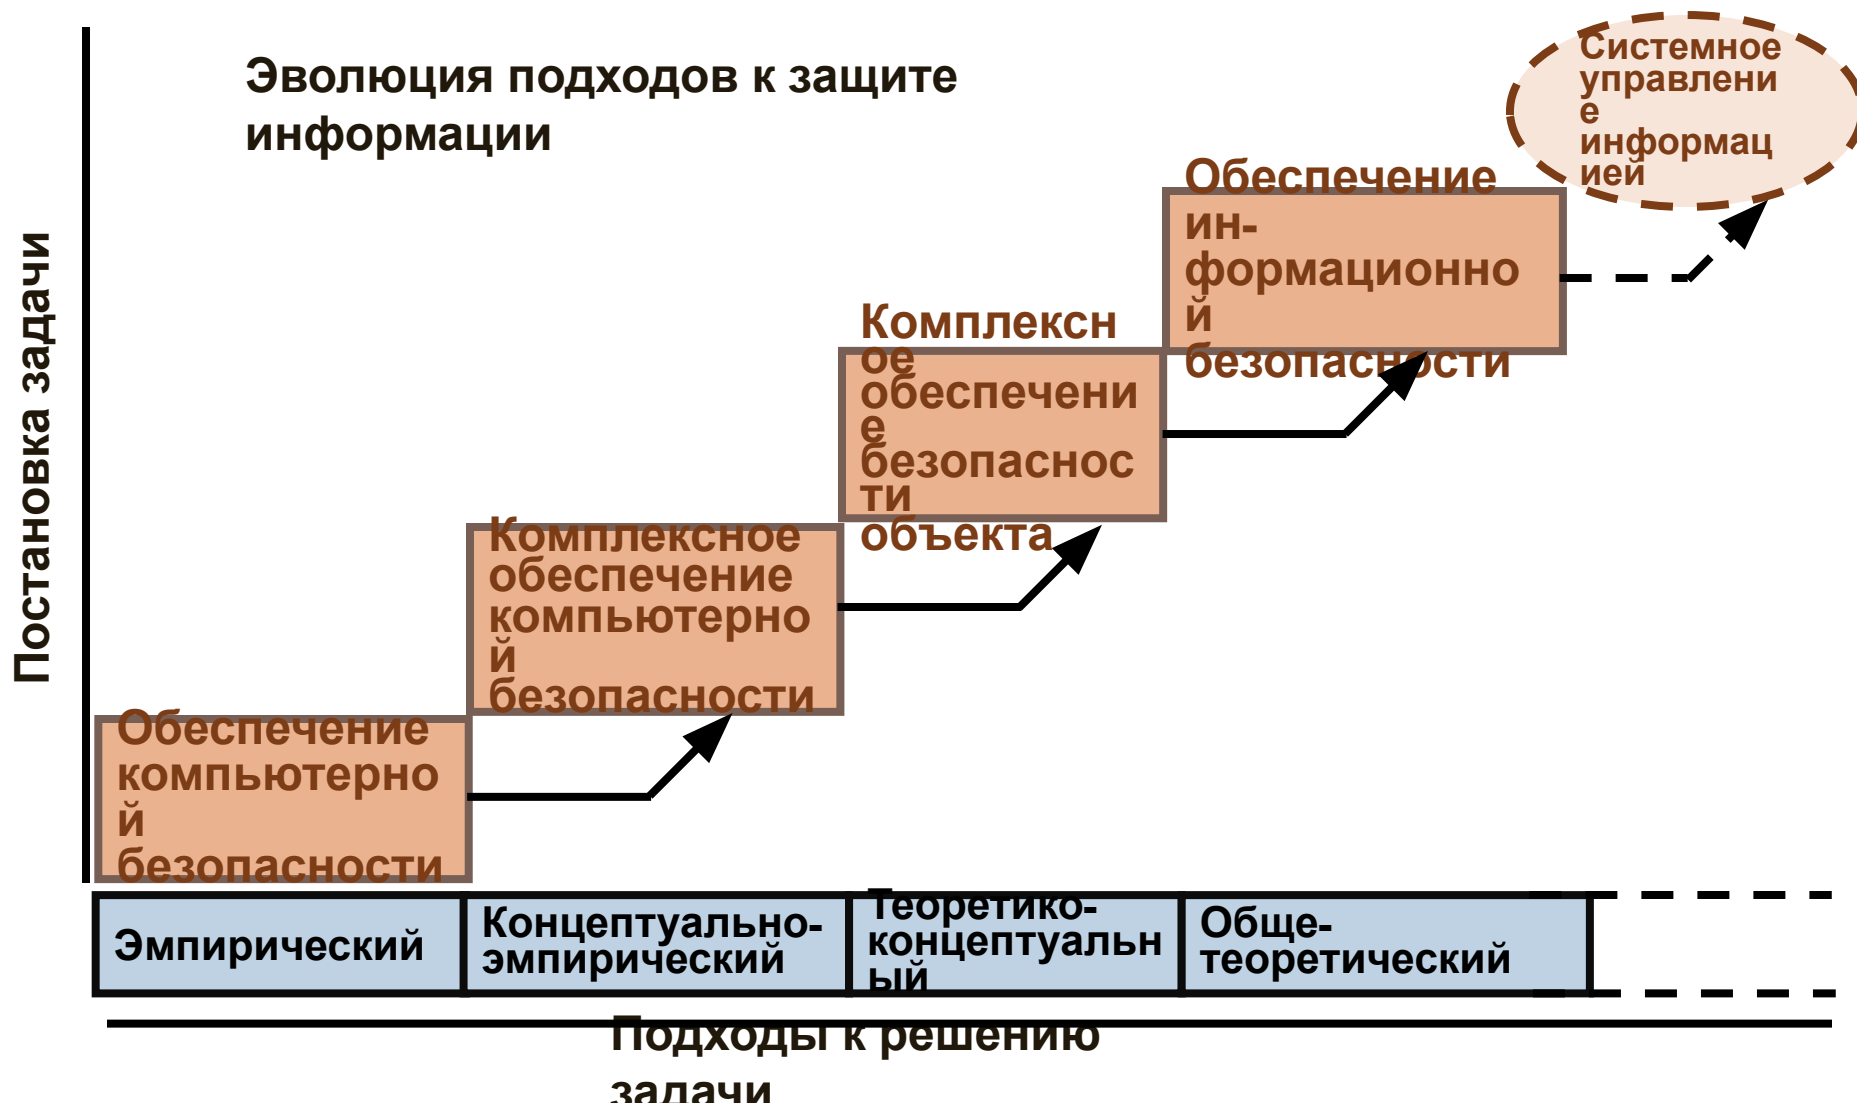 Эволюция подходов к защите
информации
Системное
управлени
е
информац
ией
Обеспечение
ин-
формационно
й
безопасности
Комплексн
ое
обеспечени
е
безопаснос
ти
объекта
Комплексное
обеспечение
компьютерно
й
безопасности
Обеспечение
компьютерно
й
безопасности
Постановка задачи
Эмпирический
Концептуально-
эмпирический
Теоретико-
концептуальн
ый
Обще-
теоретический
Подходы к решению
задачи